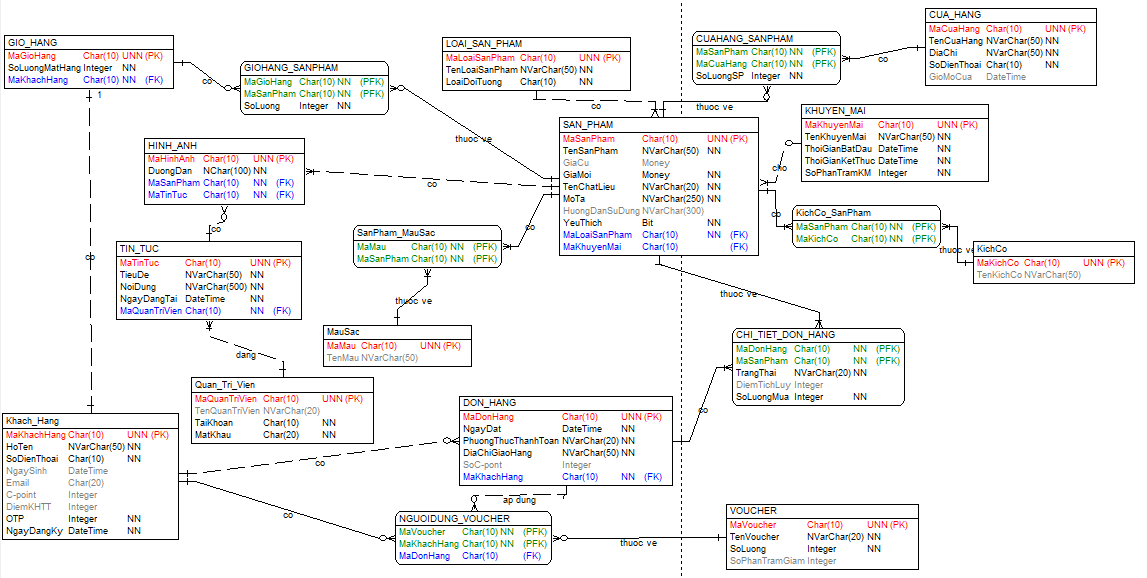 GIO_HANG
MaGioHang Char(10) UNN (PK)
SoLuongMatHang Integer NN
MaKhachHang Char(10) NN (FK)
co
GIOHANG_SANPHAM
MaGioHang Char(10) NN (PFK)
MaSanPham Char(10) NN (PFK)
SoLuong Integer NN
LOAI_SAN_PHAM
MaLoaiSanPham Char(10) UNN (PK)
TenLoaiSanPham NVarChar(50) NN
LoaiDoiTuong Char(10) NN
co
CUAHANG_SANPHAM
MaSanPham Char(10) NN (PFK)
MaCuaHang Char(10) NN (PFK)
SoLuongSP Integer NN
co
CUA_HANG
MaCuaHang Char(10) UNN (PK)
TenCuaHang NVarChar(50) NN
DiaChi NVarChar(50) NN
SoDienThoai Char(10) NN
GioMoCua DateTime
1
thuoc ve
thuoc ve
SAN_PHAM
MaSanPham Char(10) UNN (PK)
TenSanPham NVarChar(50) NN
GiaCu Money
GiaMoi Money NN
TenChatLieu NVarChar(20) NN
MoTa NVarChar(250) NN
HuongDanSuDung NVarChar(300)
YeuThich Bit NN
MaLoaiSanPham Char(10) NN (FK)
MaKhuyenMai Char(10) (FK)
KHUYEN_MAI
MaKhuyenMai Char(10) UNN (PK)
TenKhuyenMai NVarChar(50) NN
ThoiGianBatDau DateTime NN
ThoiGianKetThuc DateTime NN
SoPhanTramKM Integer NN
cho
HINH_ANH
MaHinhAnh Char(10) UNN (PK)
DuongDan NChar(100) NN
MaSanPham Char(10) NN (FK)
MaTinTuc Char(10) NN (FK)
co
co
co
co
KichCo_SanPham
MaSanPham Char(10) NN (PFK)
MaKichCo Char(10) NN (PFK)
thuoc ve
KichCo
MaKichCo Char(10) UNN (PK)
TenKichCo NVarChar(50)
SanPham_MauSac
MaMau Char(10) NN (PFK)
MaSanPham Char(10) NN (PFK)
TIN_TUC
MaTinTuc Char(10) UNN (PK)
TieuDe NVarChar(50) NN
NoiDung NVarChar(500) NN
NgayDangTai DateTime NN
MaQuanTriVien Char(10) NN (FK)
co
thuoc ve
thuoc ve
MauSac
MaMau Char(10) UNN (PK)
TenMau NVarChar(50)
dang
CHI_TIET_DON_HANG
MaDonHang Char(10) NN (PFK)
MaSanPham Char(10) NN (PFK)
TrangThai NVarChar(20) NN
DiemTichLuy Integer
SoLuongMua Integer NN
Quan_Tri_Vien
MaQuanTriVien Char(10) UNN (PK)
TenQuanTriVien NVarChar(20)
TaiKhoan Char(10) NN
MatKhau Char(20) NN
DON_HANG
MaDonHang Char(10) UNN (PK)
NgayDat DateTime NN
PhuongThucThanhToan NVarChar(20) NN
DiaChiGiaoHang NVarChar(50) NN
SoC-pont Integer
MaKhachHang Char(10) NN (FK)
co
Khach_Hang
MaKhachHang Char(10) UNN (PK)
HoTen NVarChar(50) NN
SoDienThoai Char(10) NN
NgaySinh DateTime
Email Char(20)
C-point Integer
DiemKHTT Integer
OTP Integer NN
NgayDangKy DateTime NN
co
co
ap dung
NGUOIDUNG_VOUCHER
MaVoucher Char(10) NN (PFK)
MaKhachHang Char(10) NN (PFK)
MaDonHang Char(10) (FK)
thuoc ve
VOUCHER
MaVoucher Char(10) UNN (PK)
TenVoucher NVarChar(20) NN
SoLuong Integer NN
SoPhanTramGiam Integer